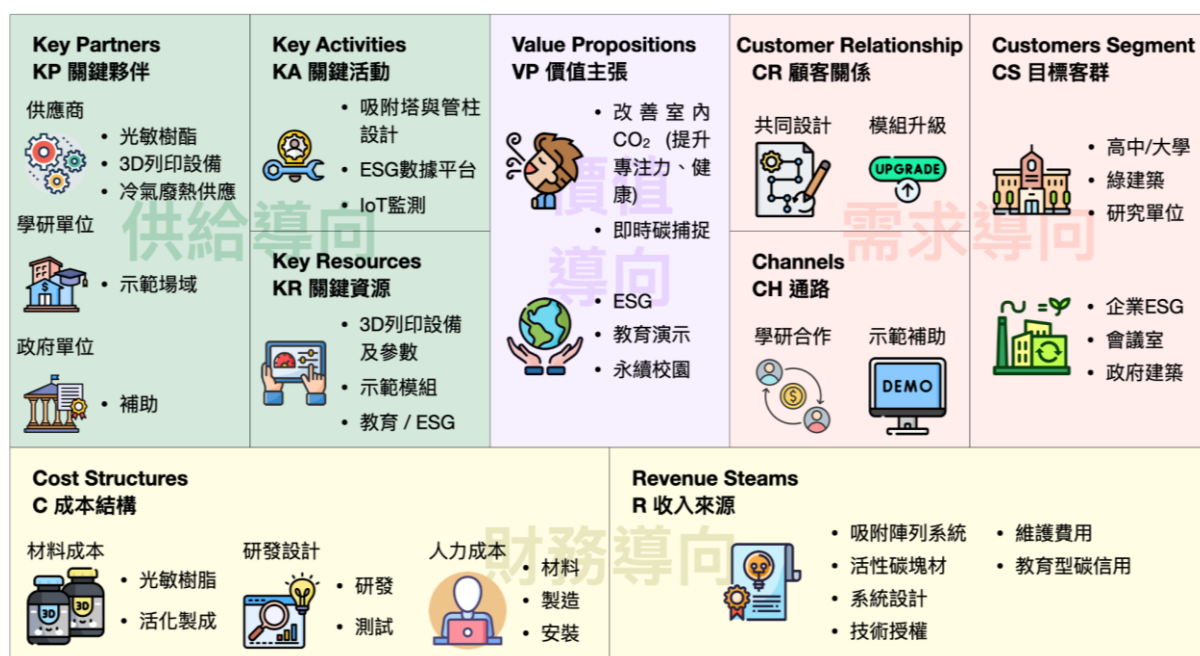 Key Partners
KP 關鍵夥伴
供應商
• 光敏樹酯
• 3D列印設備
• 冷氣廢熱供應
學研單位
• 示範場域
政府單位
• 補助
供給導向
Key Activities
KA 關鍵活動
• 吸附塔與管柱
設計
• ESG數據平台
• IoT監測
Key Resources
KR 關鍵資源
• 3D列印設備
及參數
• 示範模組
• 教育 / ESG
Value Propositions
VP 價值主張
• 改善室內
CO₂ (提升
專注力、健
康)
• 即時碳捕捉
價值
導向
• ESG
• 教育演示
• 永續校園
Customer Relationship
CR 顧客關係
共同設計
模組升級
UPGRADE
Channels
CH 通路
學研合作
示範補助
DEMO
需求導向
Customers Segment
CS 目標客群
• 高中/大學
• 綠建築
• 研究單位
• 企業ESG
• 會議室
• 政府建築
Cost Structures
C 成本結構
材料成本
3D
3D
• 光敏樹脂
• 活化製成
研發設計
• 研發
• 測試
人力成本
• 材料
• 製造
• 安裝
財務導向
Revenue Steams
R 收入來源
• 吸附陣列系統
• 活性碳塊材
• 系統設計
• 技術授權
• 維護費用
• 教育型碳信用